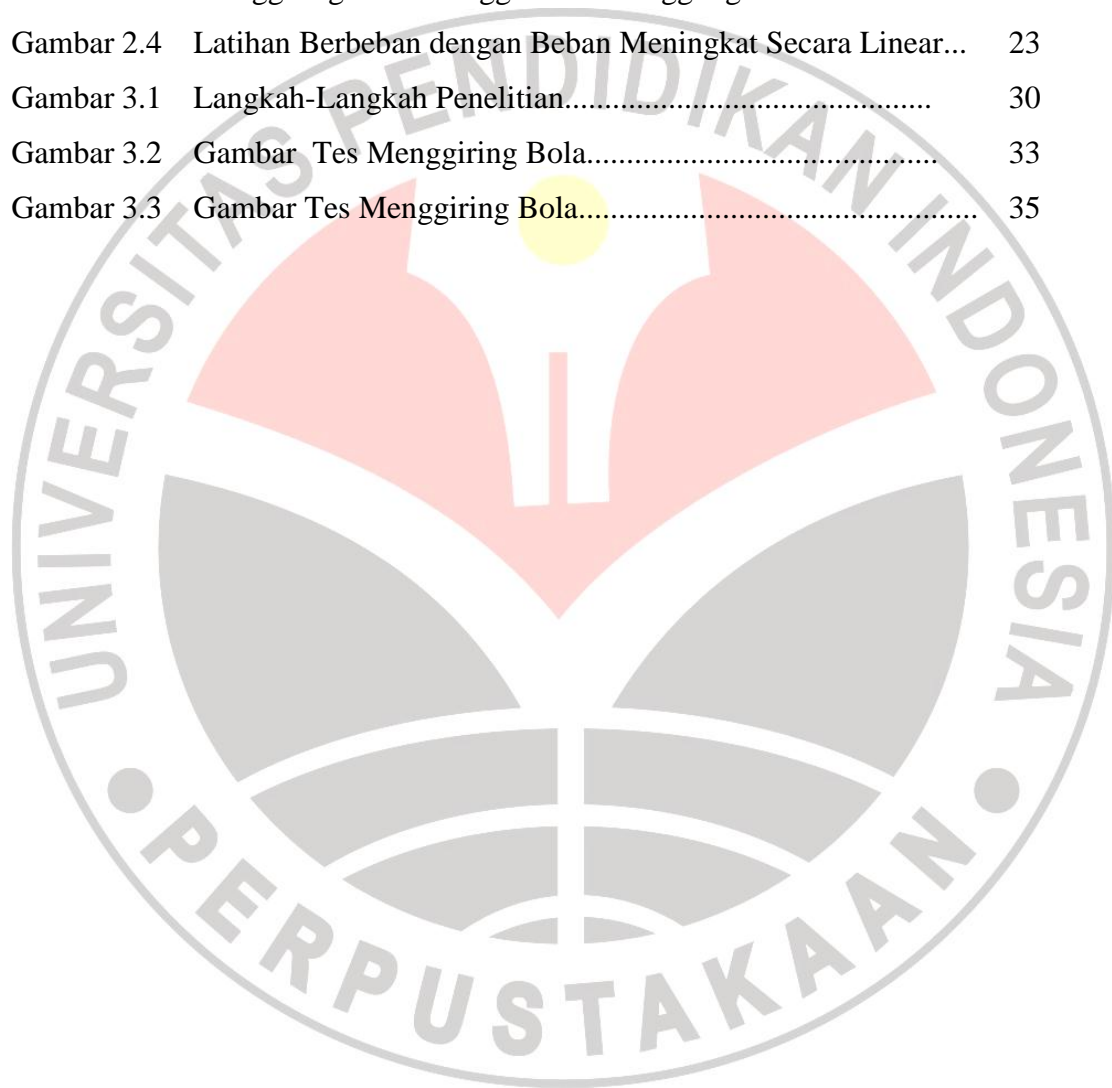 Gambar 2.4 Latihan Berbeban dengan Beban Meningkat Secara Linear... 23
Gambar 3.1 Langkah-Langkah Penelitian.............................................. 30
Gambar 3.2 Gambar Tes Menggiring Bola............................................ 33
Gambar 3.3 Gambar Tes Menggiring Bola.................................................. 35
UNIVERSITAS PENDIDIKAN INDONESIA
PERPUSTAKAAN